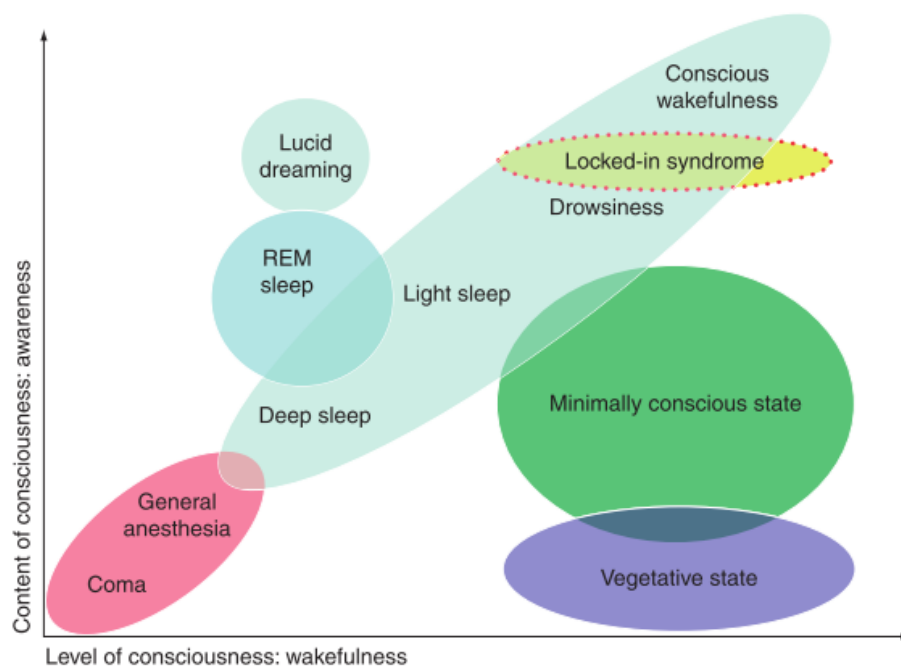 Conscious
wakefulness
Lucid
dreaming
Locked-in syndrome
Drowsiness
REM
sleep
Light sleep
Minimally conscious state
Deep sleep
General
anesthesia
Coma
Vegetative state
Content of consciousness: awareness
Level of consciousness: wakefulness